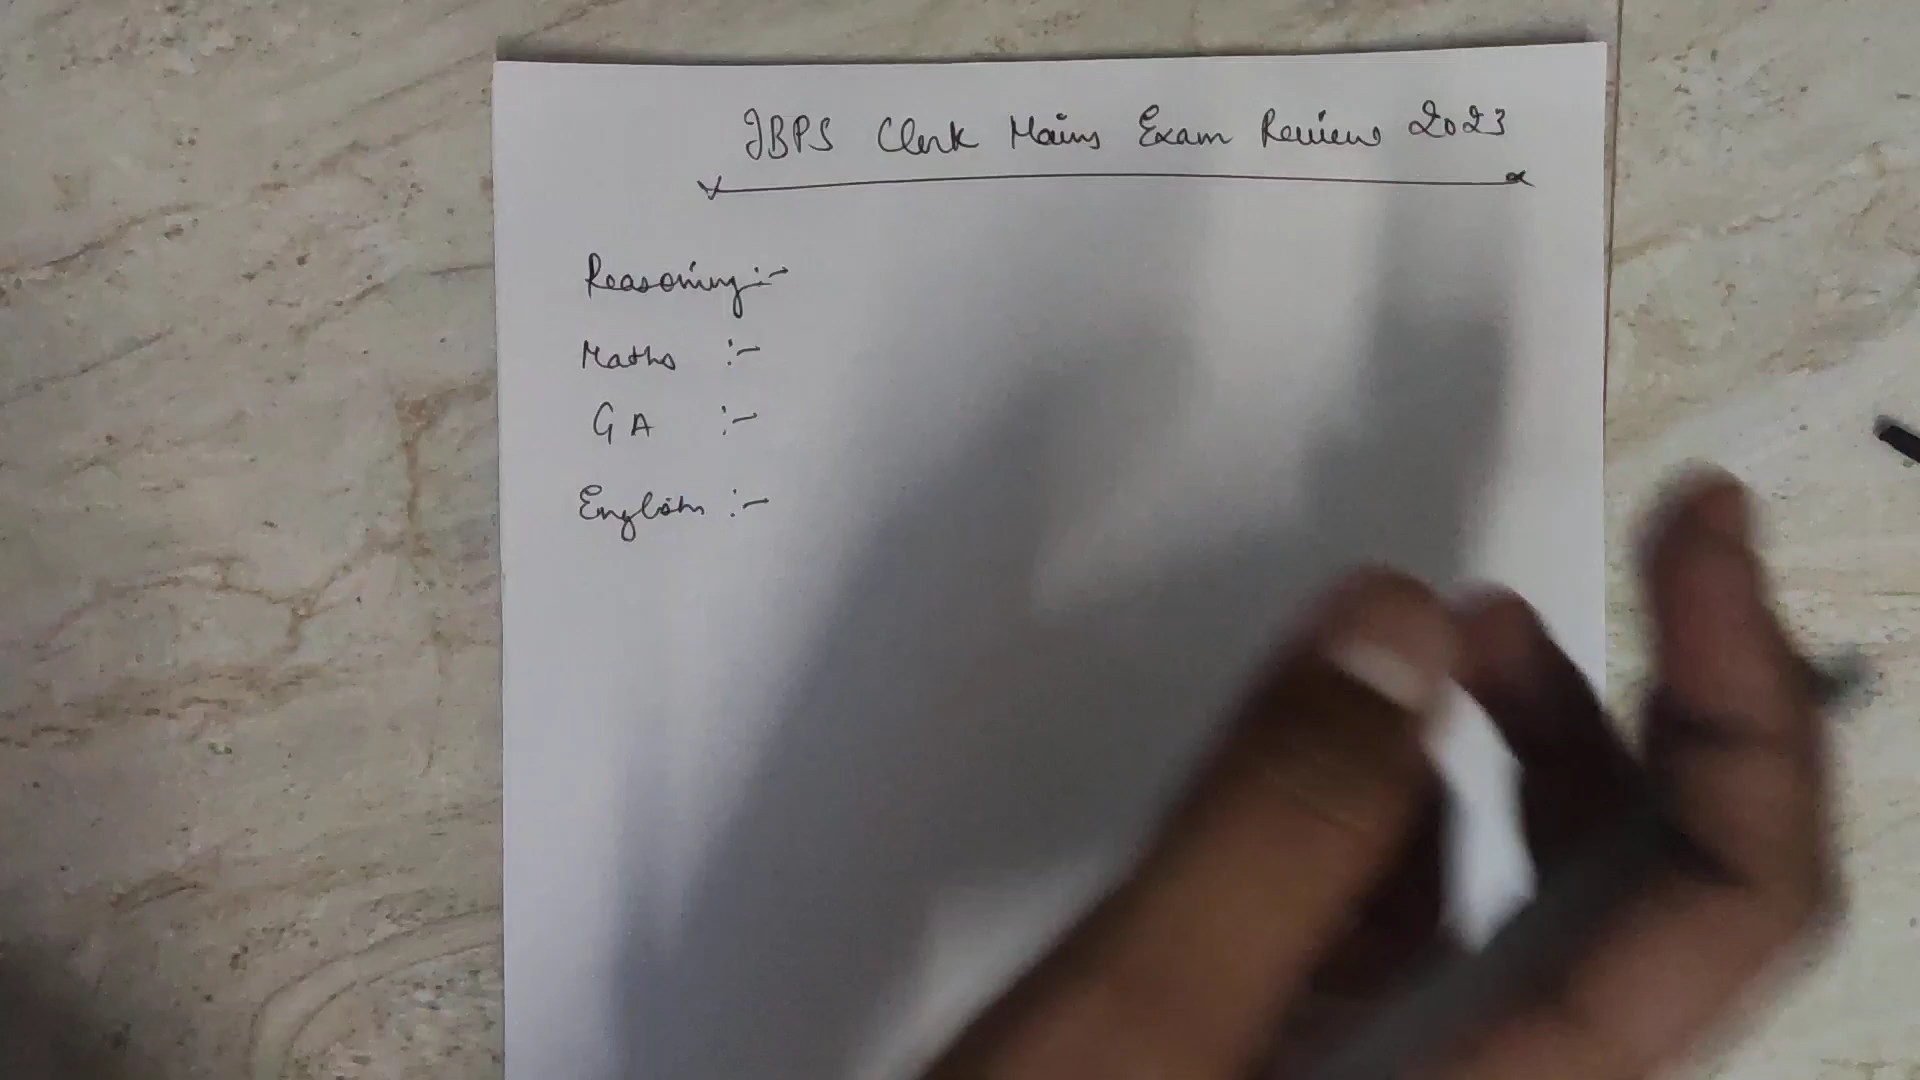 IBPS Clerk Mains Exam Review 2023
Reasoning :-
Maths :-
GA :-
English :-